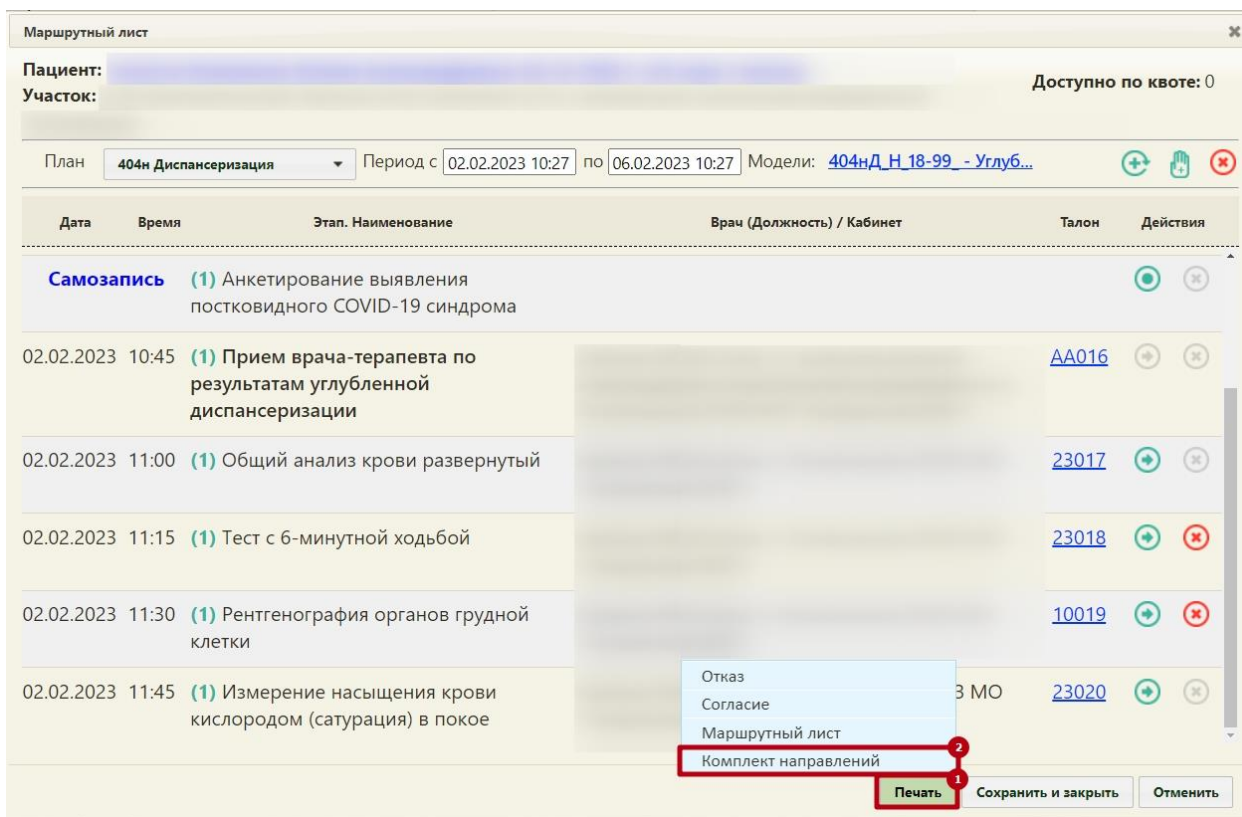 Маршрутный лист
Пациент:
Участок:
Доступно по квоте: 0
План 404н Диспансеризация Период с 02.02.2023 10:27 по 06.02.2023 10:27 Модели: 404нД_Н_18-99_ - Углуб...
Дата Время Этап. Наименование Врач (Должность) / Кабинет Талон Действия
Самозапись (1) Анкетирование выявления
постковидного COVID-19 синдрома
02.02.2023 10:45 (1) Прием врача-терапевта по AA016
результатам углубленной
диспансеризации
02.02.2023 11:00 (1) Общий анализ крови развернутый 23017
02.02.2023 11:15 (1) Тест с 6-минутной ходьбой 23018
02.02.2023 11:30 (1) Рентгенография органов грудной 10019
клетки
02.02.2023 11:45 (1) Измерение насыщения крови З МО 23020
кислородом (сатурация) в покое
Отказ
Согласие
Маршрутный лист
Комплект направлений 2
Печать 1 Сохранить и закрыть Отменить